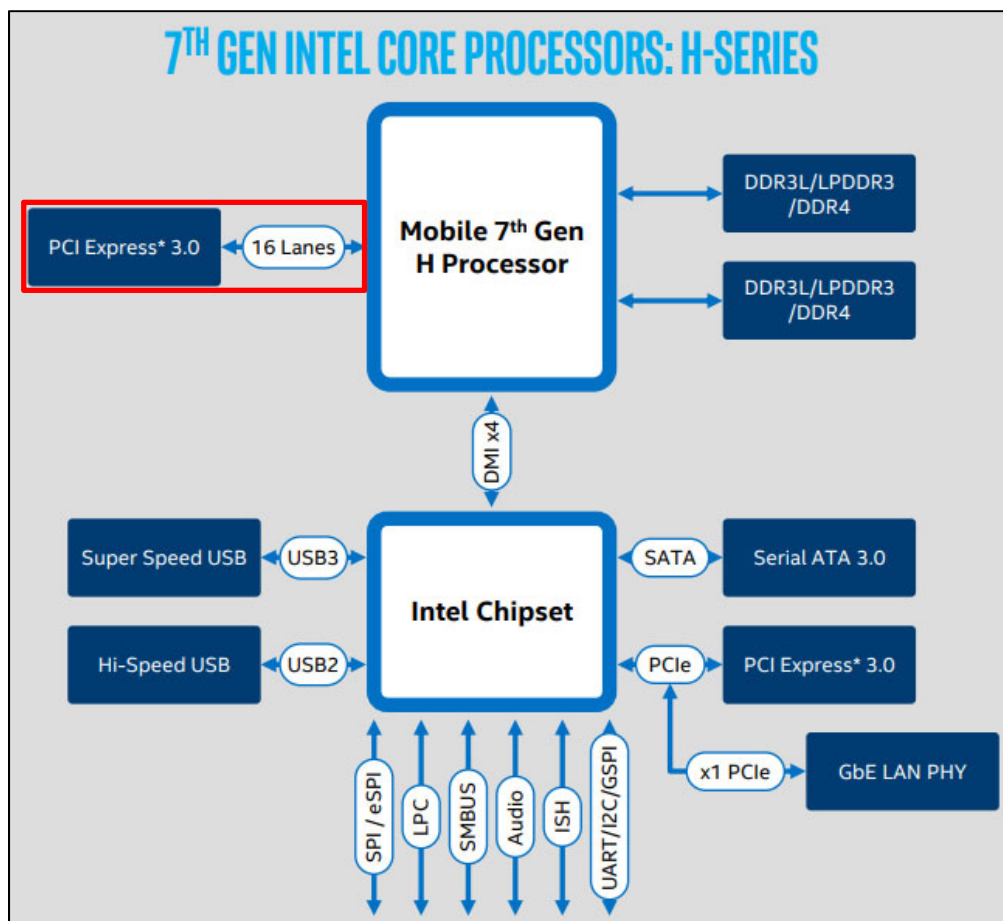 7TH GEN INTEL CORE PROCESSORS: H-SERIES
Mobile 7th Gen
H Processor
PCI Express* 3.0
16 Lanes
DDR3L/LPDDR3
/DDR4
DDR3L/LPDDR3
/DDR4
DMI x4
Intel Chipset
Super Speed USB
USB3
Hi-Speed USB
USB2
SATA
Serial ATA 3.0
PCIe
PCI Express* 3.0
x1 PCIe
GbE LAN PHY
SPI / eSPI
LPC
SMBUS
Audio
ISH
UART/I2C/GSPI